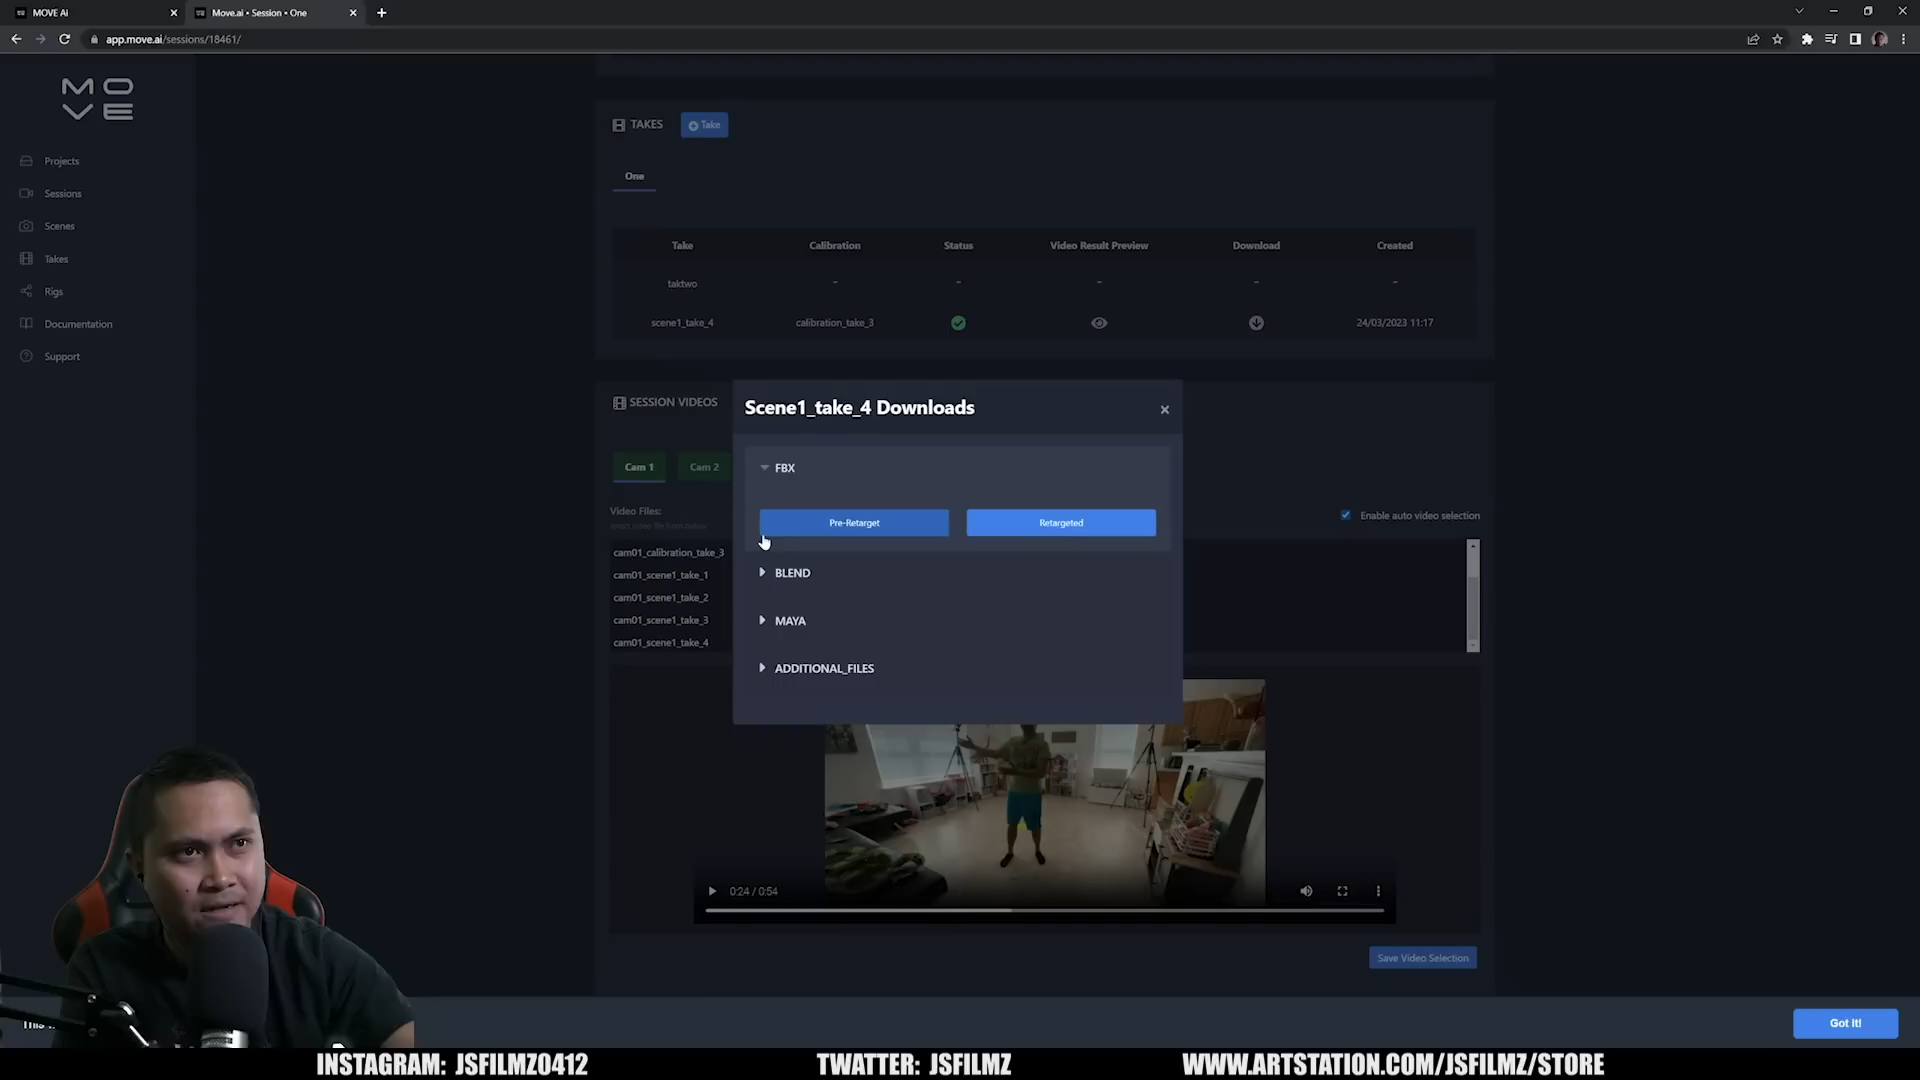 MOVE Ai
Move.ai • Session • One
app.move.ai/sessions/18461/
MO
VE
Projects
Sessions
Scenes
Takes
Rigs
Documentation
Support
TAKES
Take
One
Take Calibration Status Video Result Preview Download Created
taktwo - - - - -
scene1_take_4 calibration_take_3 24/03/2023 11:17
SESSION VIDEOS
Cam 1 Cam 2
Video Files:
Enable auto video selection
cam01_calibration_take_3
cam01_scene1_take_1
cam01_scene1_take_2
cam01_scene1_take_3
cam01_scene1_take_4
Scene1_take_4 Downloads
FBX
Pre-Retarget Retargeted
BLEND
MAYA
ADDITIONAL_FILES
0:24 / 0:54
Save Video Selection
Got it!
INSTAGRAM: JSFILMZ0412 TWATTER: JSFILMZ WWW.ARTSTATION.COM/JSFILMZ/STORE